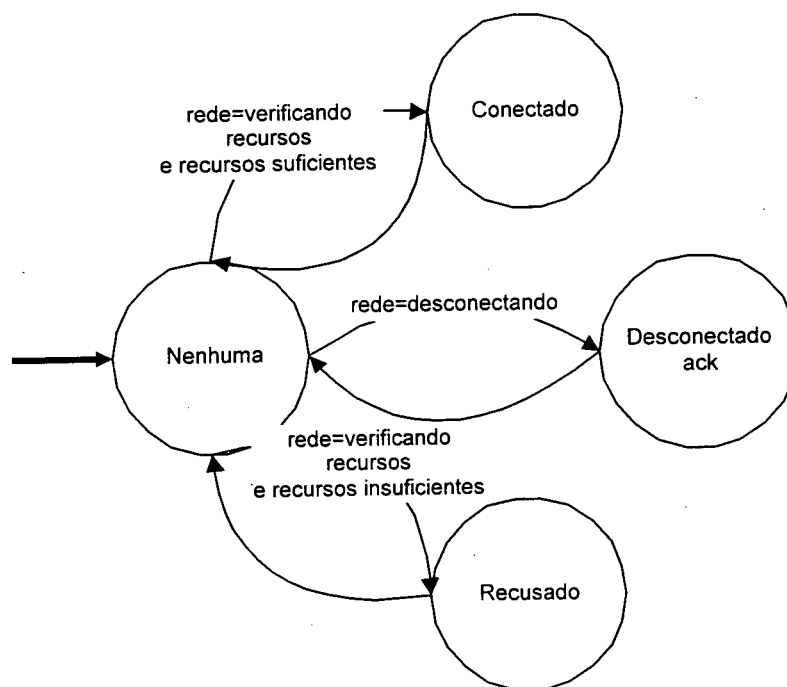 rede=verificando
recursos
e recursos suficientes
Conectado
rede=desconectando
Desconectado
ack
Nenhuma
rede=verificando
recursos
e recursos insuficientes
Recusado